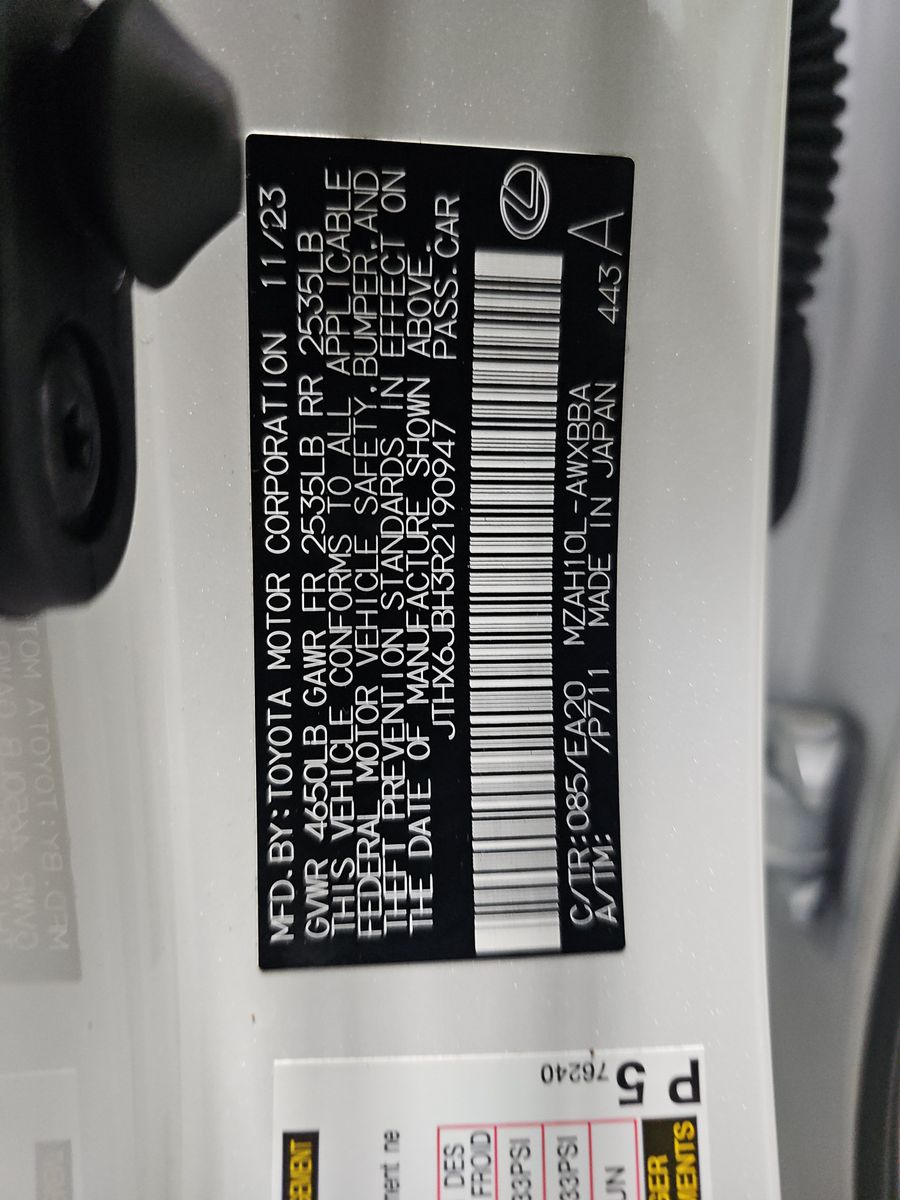 MFD.BY:TOYOTA MOTOR CORPORATION 11/23
GVWR 4650LB GAWR FR 2535LB RR 2535LB
THIS VEHICLE CONFORMS TO ALL APPLICABLE
FEDERAL MOTOR VEHICLE SAFETY,BUMPER,AND
THEFT PREVENTION STANDARDS IN EFFECT ON
THE DATE OF MANUFACTURE SHOWN ABOVE.
JTHX6JBH3R2190947 PASS.CAR
C/TR:085/EA20 MZAH10L-AWXBBA
A/TM: /P711 MADE IN JAPAN 443 A
P 5
76240
DES
FROID
33PSI
33PSI